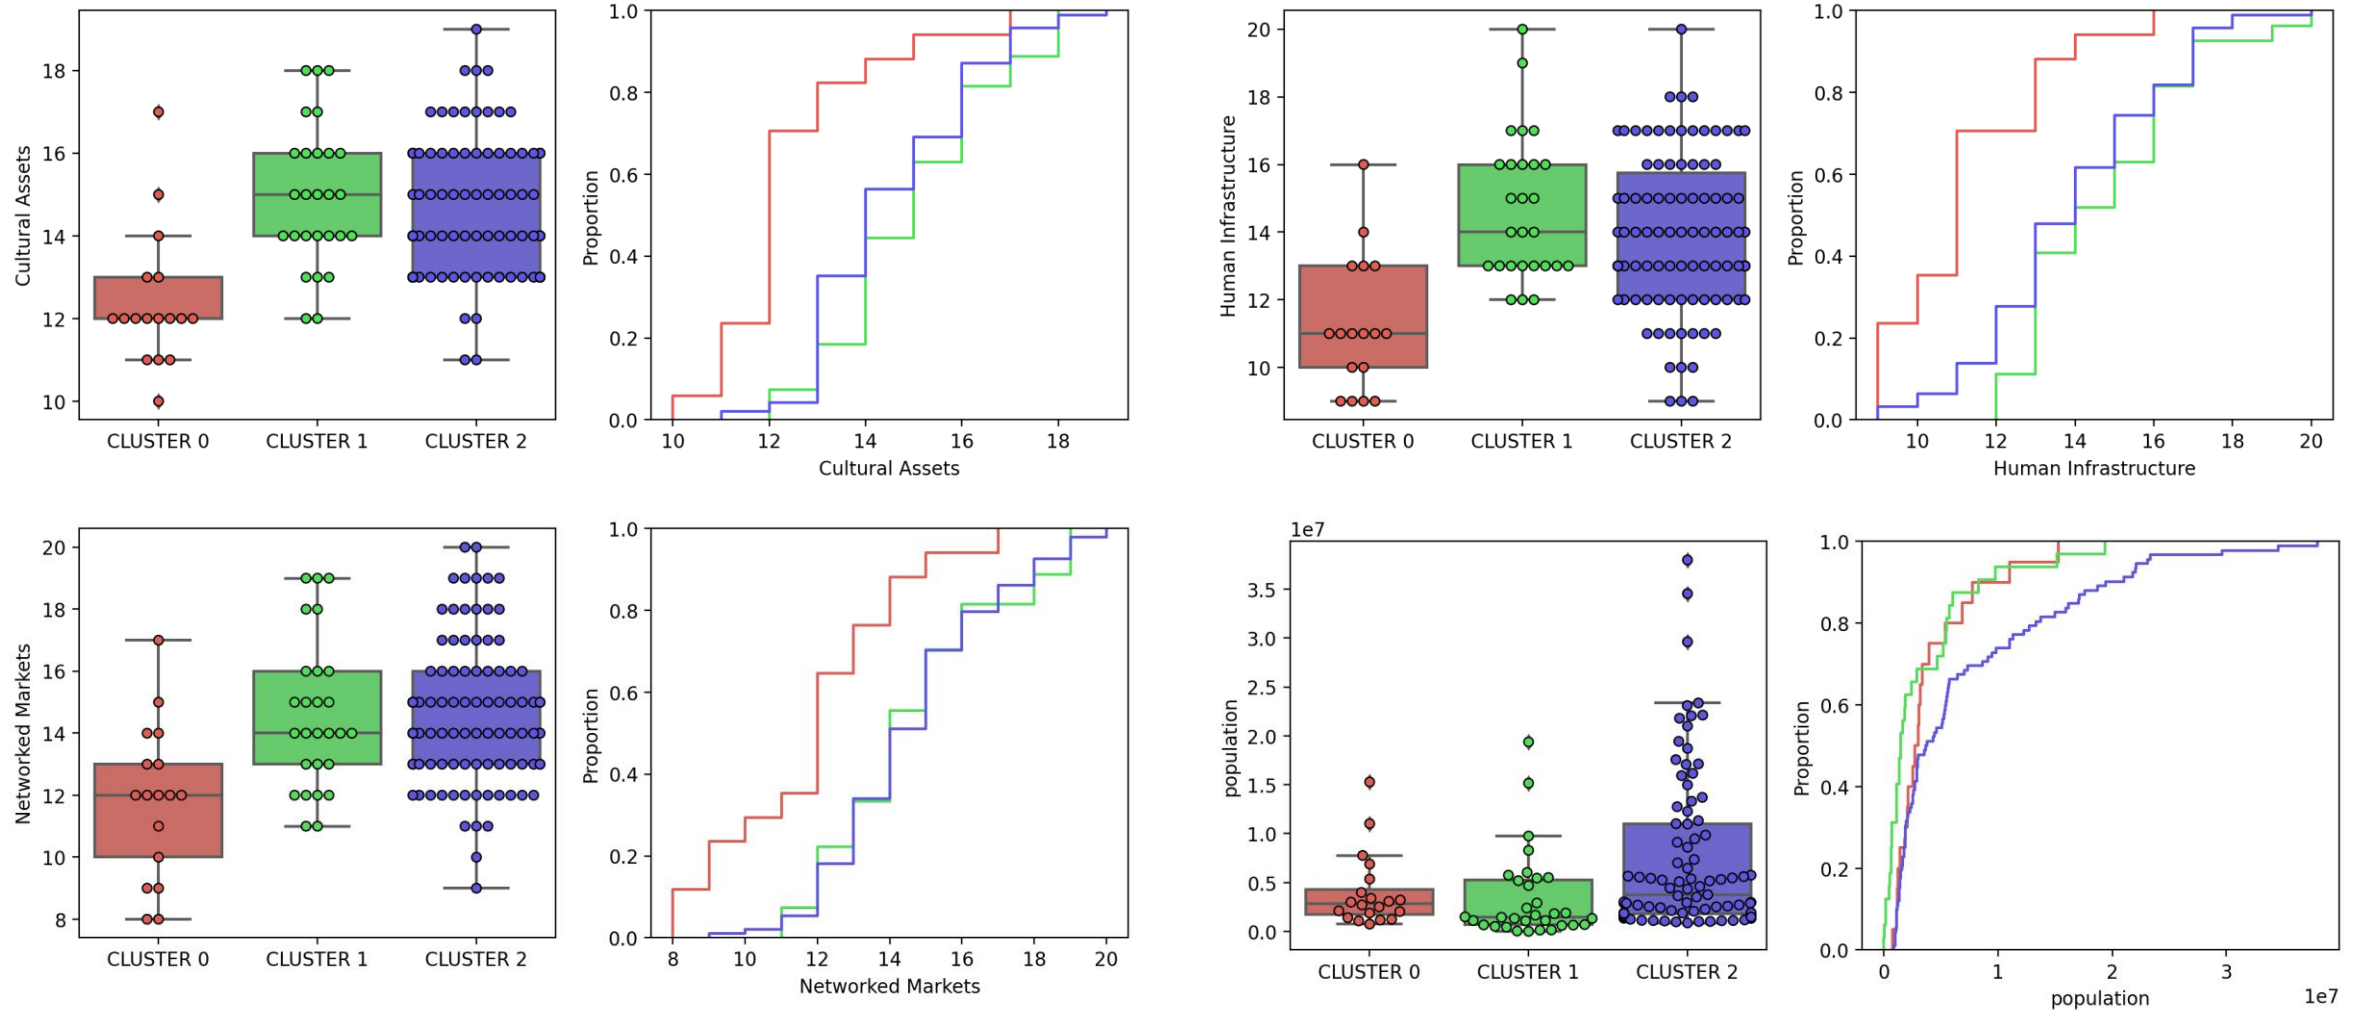 Cultural Assets
18
16
14
12
10
CLUSTER 0 CLUSTER 1 CLUSTER 2
Proportion
1.0
0.8
0.6
0.4
0.2
0.0
10 12 14 16 18
Cultural Assets
Human Infrastructure
20
18
16
14
12
10
CLUSTER 0 CLUSTER 1 CLUSTER 2
Proportion
1.0
0.8
0.6
0.4
0.2
0.0
10 12 14 16 18 20
Human Infrastructure
Networked Markets
20
18
16
14
12
10
8
CLUSTER 0 CLUSTER 1 CLUSTER 2
Proportion
1.0
0.8
0.6
0.4
0.2
0.0
8 10 12 14 16 18 20
Networked Markets
1e7
population
3.5
3.0
2.5
2.0
1.5
1.0
0.5
0.0
CLUSTER 0 CLUSTER 1 CLUSTER 2
Proportion
1.0
0.8
0.6
0.4
0.2
0.0
0 1 2 3
population
1e7